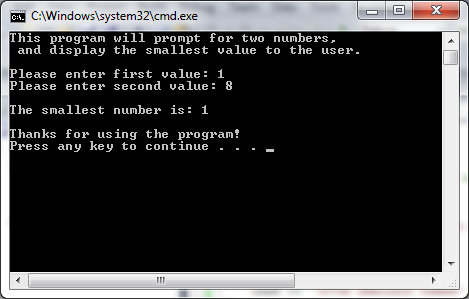 C:\Windows\system32\cmd.exe
This program will prompt for two numbers,
and display the smallest value to the user.
Please enter first value: 1
Please enter second value: 8
The smallest number is: 1
Thanks for using the program!
Press any key to continue . . . _